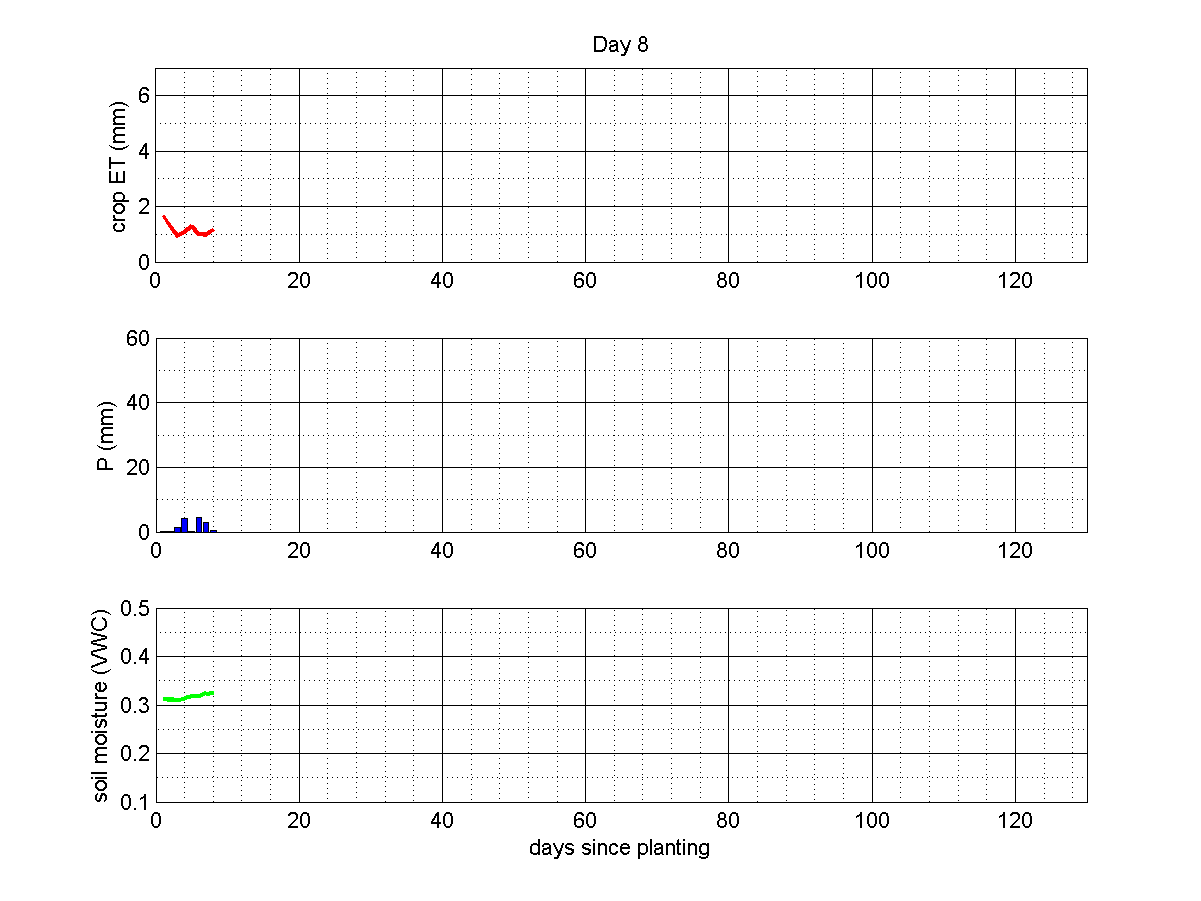 Day 8
crop ET (mm)
6
4
2
0
0 20 40 60 80 100 120
P (mm)
60
40
20
0
0 20 40 60 80 100 120
soil moisture (VWC)
0.5
0.4
0.3
0.2
0.1
0 20 40 60 80 100 120
days since planting